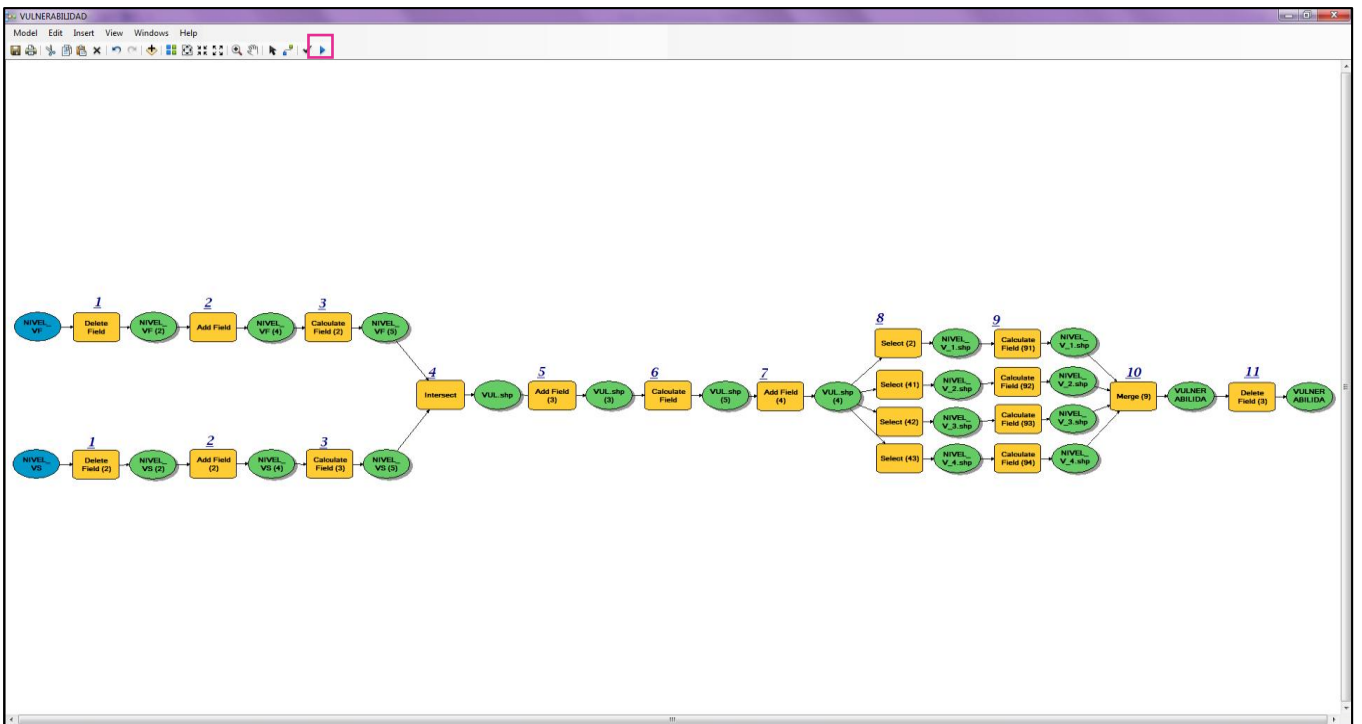 VULNERABILIDAD
Model Edit Insert View Windows Help
1
2
3
NIVEL_
VF
Delete
Field
NIVEL_
VF (2)
Add Field
NIVEL_
VF (4)
Calculate
Field (2)
NIVEL_
VF (5)
1
2
3
NIVEL_
VS
Delete
Field (2)
NIVEL_
VS (2)
Add Field
(2)
NIVEL_
VS (4)
Calculate
Field (3)
NIVEL_
VS (5)
4
Intersect
VUL.shp
5
Add Field
(3)
VUL.shp
(3)
6
Calculate
Field
VUL.shp
(5)
7
Add Field
(4)
VUL.shp
(4)
8
9
Select (2)
NIVEL_
V_1.shp
Calculate
Field (91)
NIVEL_
V_1.shp
Select (41)
NIVEL_
V_2.shp
Calculate
Field (92)
NIVEL_
V_2.shp
Select (42)
NIVEL_
V_3.shp
Calculate
Field (93)
NIVEL_
V_3.shp
Select (43)
NIVEL_
V_4.shp
Calculate
Field (94)
NIVEL_
V_4.shp
10
Merge (9)
VULNER
ABILIDA
11
Delete
Field (3)
VULNER
ABILIDA